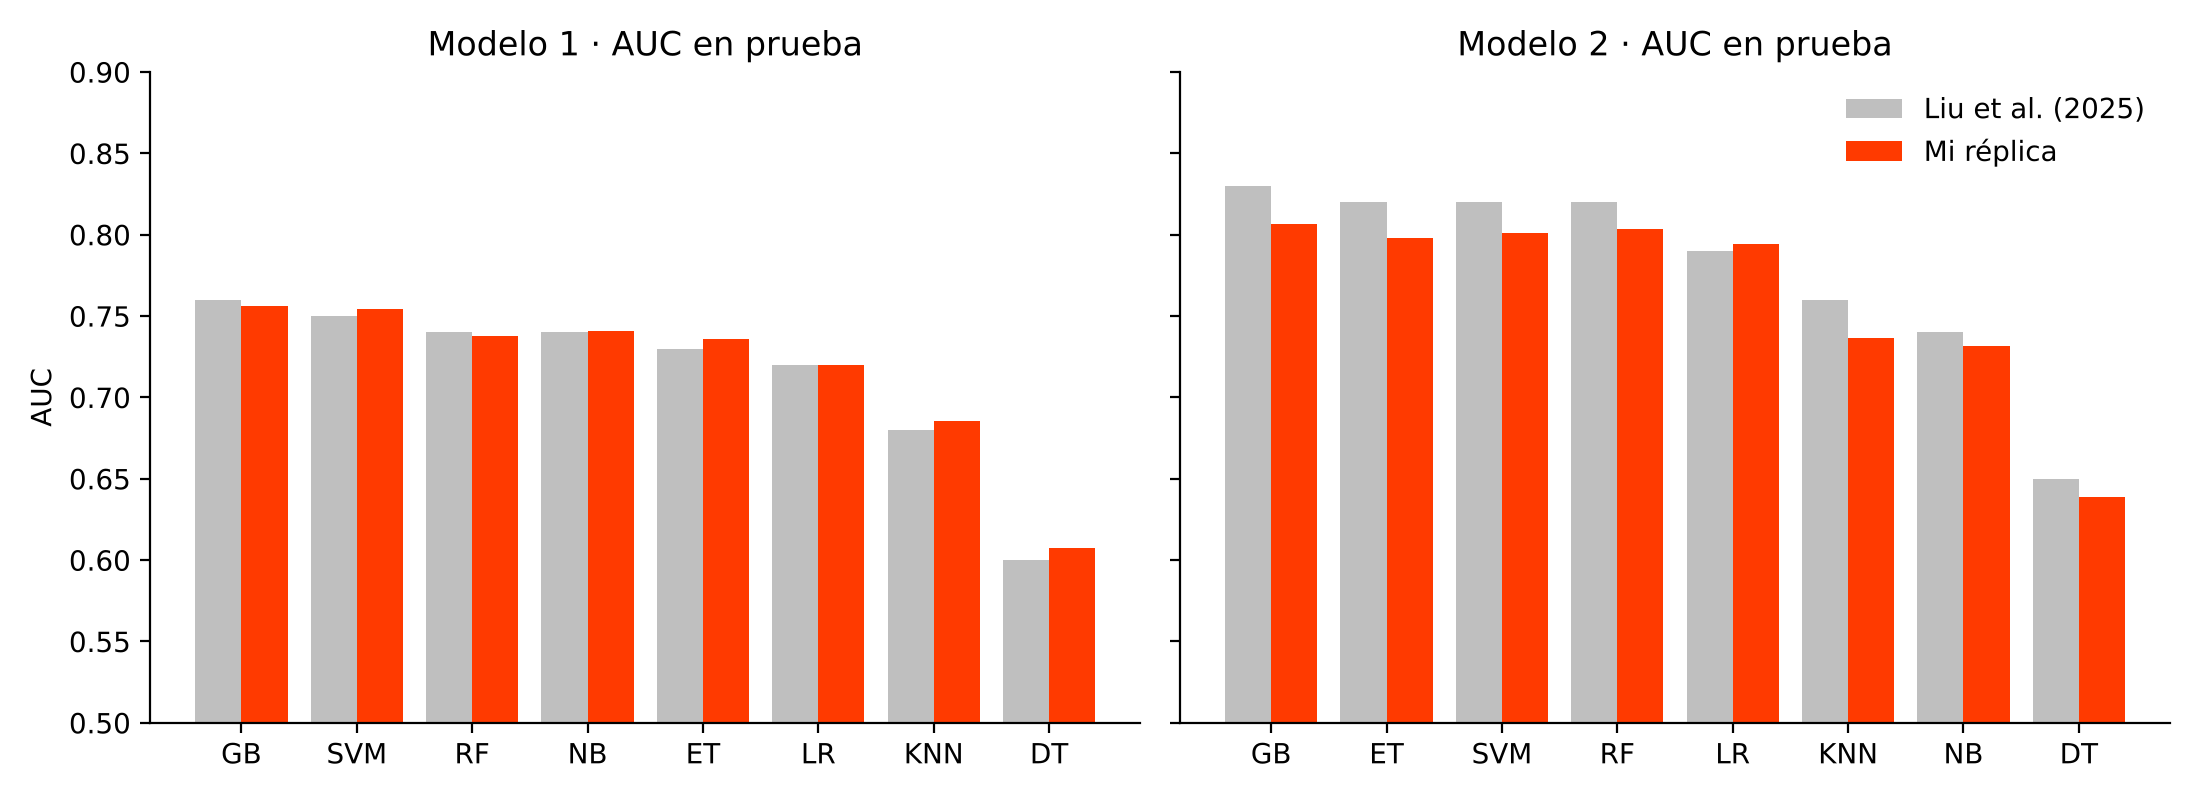 Modelo 1 · AUC en prueba
AUC
0.90
0.85
0.80
0.75
0.70
0.65
0.60
0.55
0.50
GB SVM RF NB ET LR KNN DT
Modelo 2 · AUC en prueba
Liu et al. (2025)
Mi réplica
GB ET SVM RF LR KNN NB DT